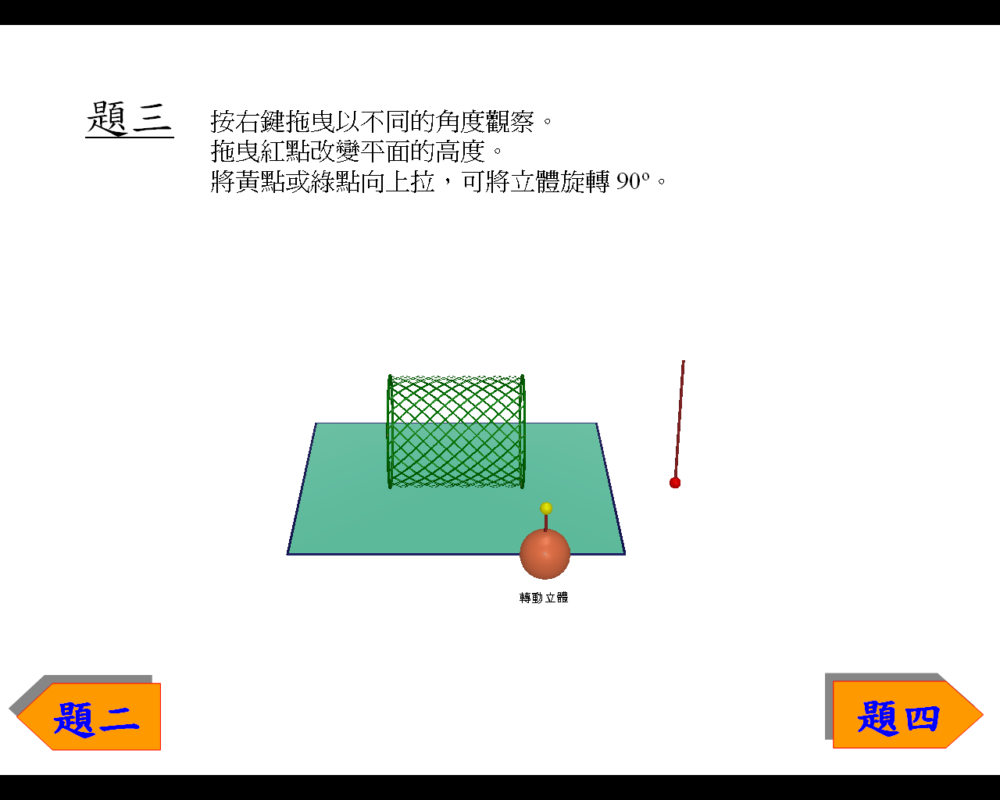 題三
按右鍵拖曳以不同的角度觀察。
拖曳紅點改變平面的高度。
將黃點或綠點向上拉，可將立體旋轉 90º。
轉動立體
題二
題四